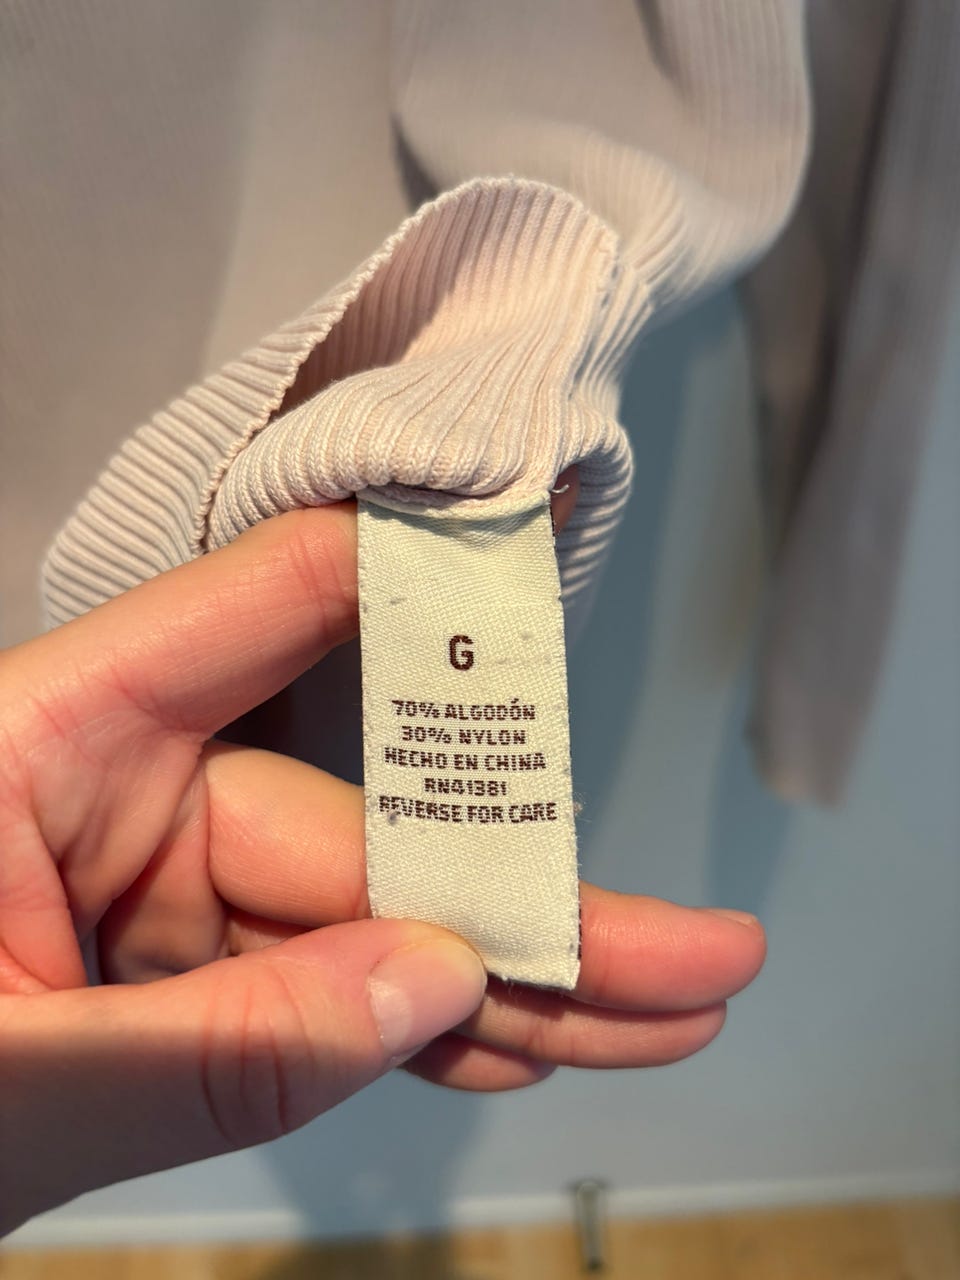 G
70% ALGODÓN
30% NYLON
HECHO EN CHINA
RN41381
REVERSE FOR CARE